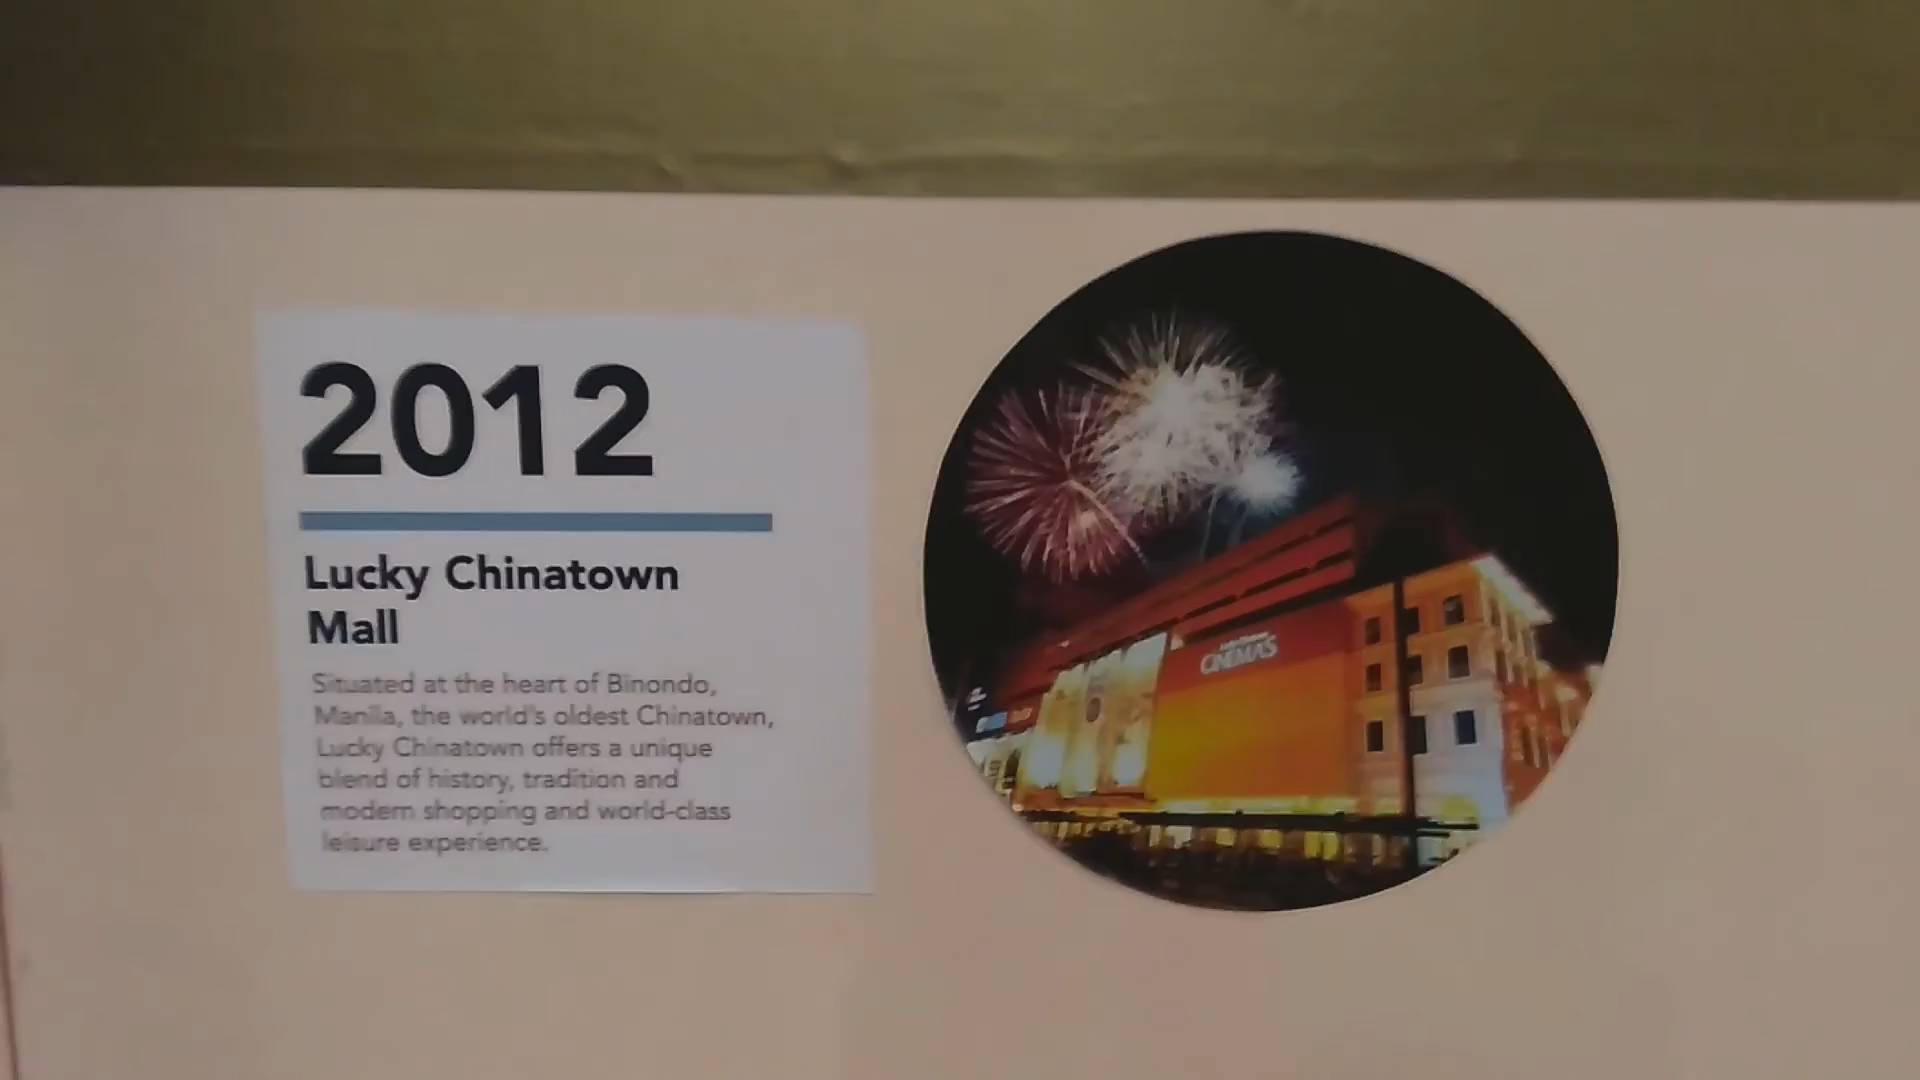 2012
Lucky Chinatown
Mall
Situated at the heart of Binondo,
Manila, the world's oldest Chinatown,
Lucky Chinatown offers a unique
blend of history, tradition and
modern shopping and world-class
leisure experience.
CINEMAS